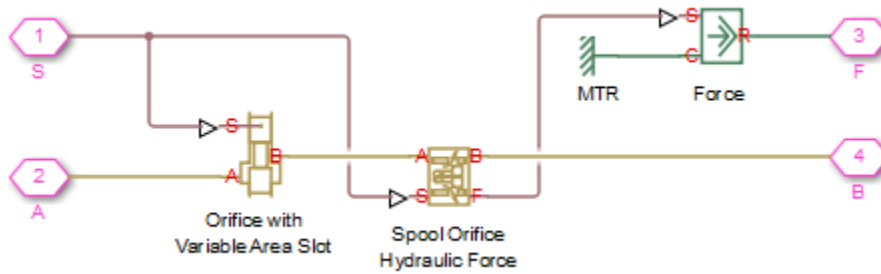 1
S
S
S
C
R
3
F
MTR
Force
S
B
A
2
A
A
B
S
F
4
B
Orifice with
Variable Area Slot
Spool Orifice
Hydraulic Force